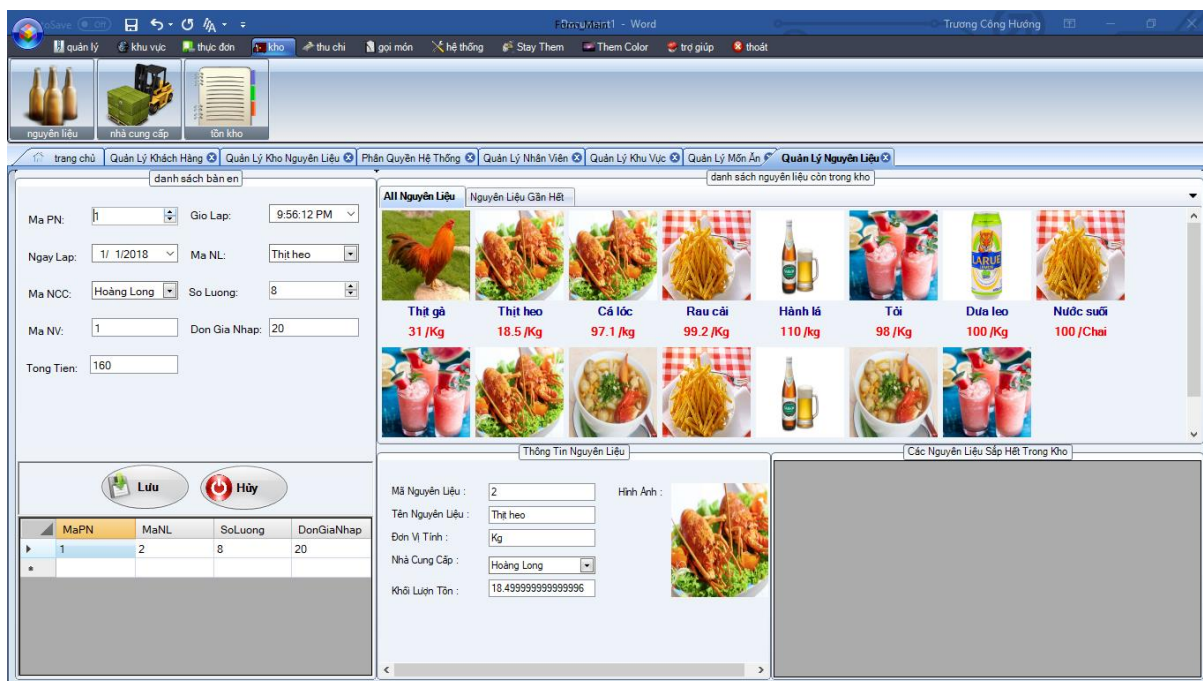 AutoSave Off Document1 - Word Trương Công Hướng
quản lý khu vực thực đơn kho thu chi gọi món hệ thống Stay Them Them Color trợ giúp thoát
nguyên liệu nhà cung cấp tồn kho
trang chủ Quản Lý Khách Hàng Quản Lý Kho Nguyên Liệu Phân Quyền Hệ Thống Quản Lý Nhân Viên Quản Lý Khu Vực Quản Lý Mốn Ăn Quản Lý Nguyên Liệu
danh sách bàn en
Ma PN: 1 Gio Lap: 9:56:12 PM
Ngay Lap: 1/ 1/2018 Ma NL: Thịt heo
Ma NCC: Hoàng Long So Luong: 8
Ma NV: 1 Don Gia Nhap: 20
Tong Tien: 160
Lưu Hủy
MaPN MaNL SoLuong DonGiaNhap
1 2 8 20
danh sách nguyên liệu còn trong kho
All Nguyên Liệu Nguyên Liệu Gần Hết
LARUE
Thịt gà Thịt heo Cá lóc Rau cải Hành lá Tỏi Dưa leo Nước suối
31 /Kg 18.5 /Kg 97.1 /kg 99.2 /Kg 110 /kg 98 /Kg 100 /Kg 100 /Chai
Thông Tin Nguyên Liệu
Mã Nguyên Liệu : 2 Hình Ảnh :
Tên Nguyên Liệu : Thịt heo
Đơn Vị Tính : Kg
Nhà Cung Cấp : Hoàng Long
Khối Lượn Tồn : 18.499999999999996
Các Nguyên Liệu Sắp Hết Trong Kho